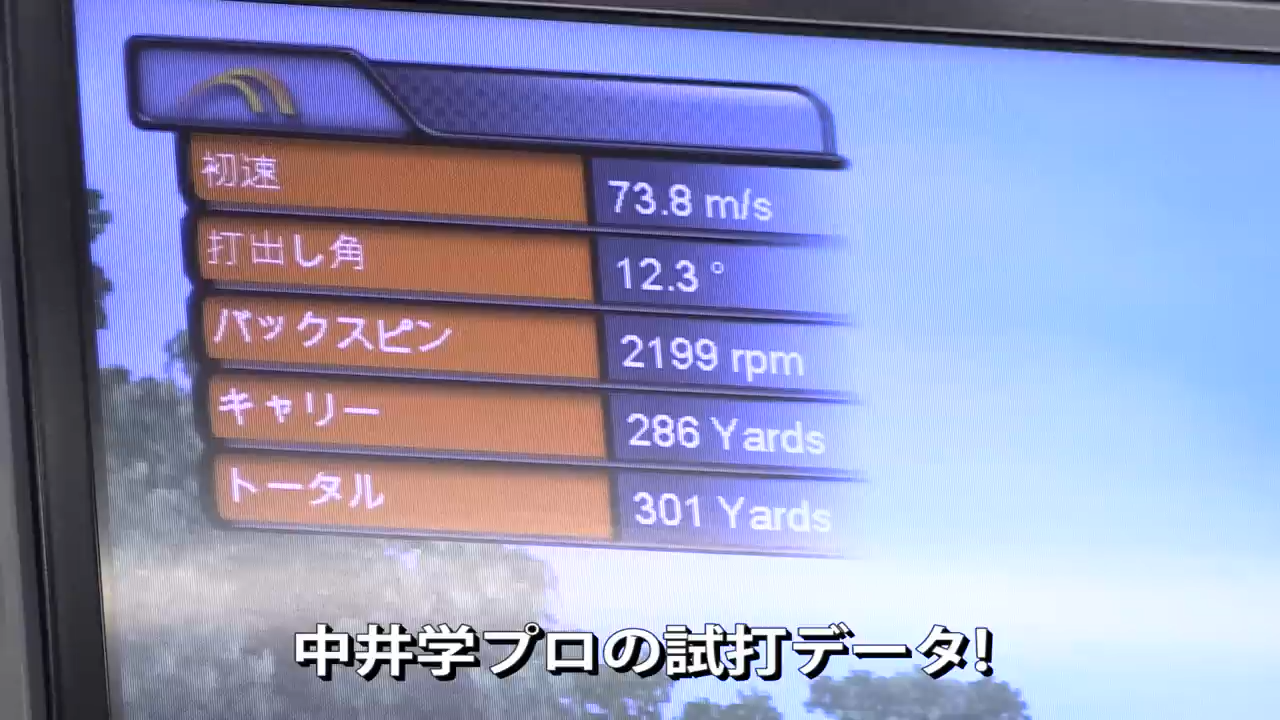 初速 73.8 m/s
打出し角 12.3 °
バックスピン 2199 rpm
キャリー 286 Yards
トータル 301 Yards
中井学プロの試打データ!